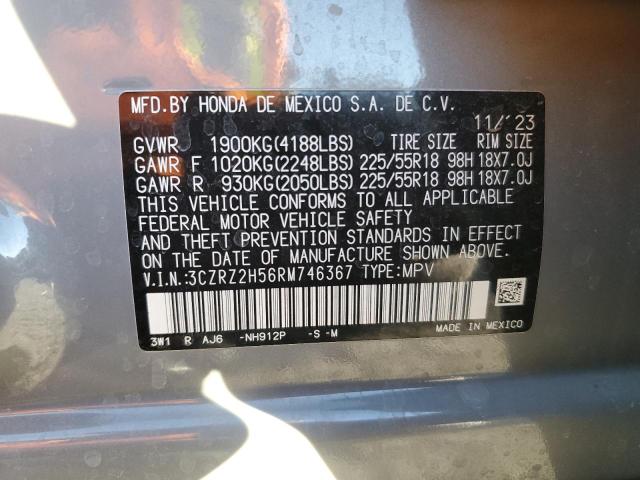 MFD.BY HONDA DE MEXICO S.A. DE C.V.
11/'23
GVWR 1900KG(4188LBS) TIRE SIZE RIM SIZE
GAWR F 1020KG(2248LBS) 225/55R18 98H 18X7.0J
GAWR R 930KG(2050LBS) 225/55R18 98H 18X7.0J
THIS VEHICLE CONFORMS TO ALL APPLICABLE
FEDERAL MOTOR VEHICLE SAFETY
AND THEFT PREVENTION STANDARDS IN EFFECT
ON THE DATE OF MANUFACTURE SHOWN ABOVE.
V.I.N.:3CZRZ2H56RM746367 TYPE:MPV
3W1 R AJ6 -NH912P -S -M
MADE IN MEXICO